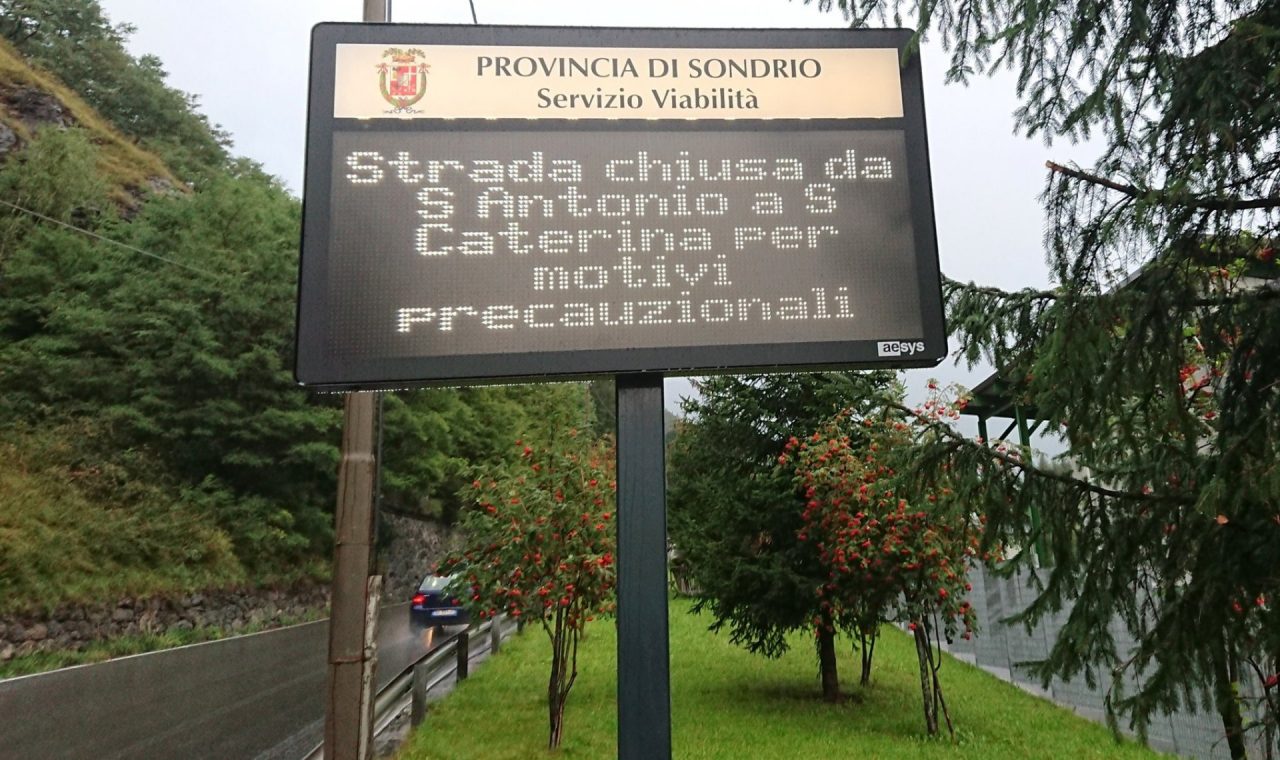 PROVINCIA DI SONDRIO
Servizio Viabilità
Strada chiusa da
S Antonio a S
Caterina per
motivi
precauzionali
aesys